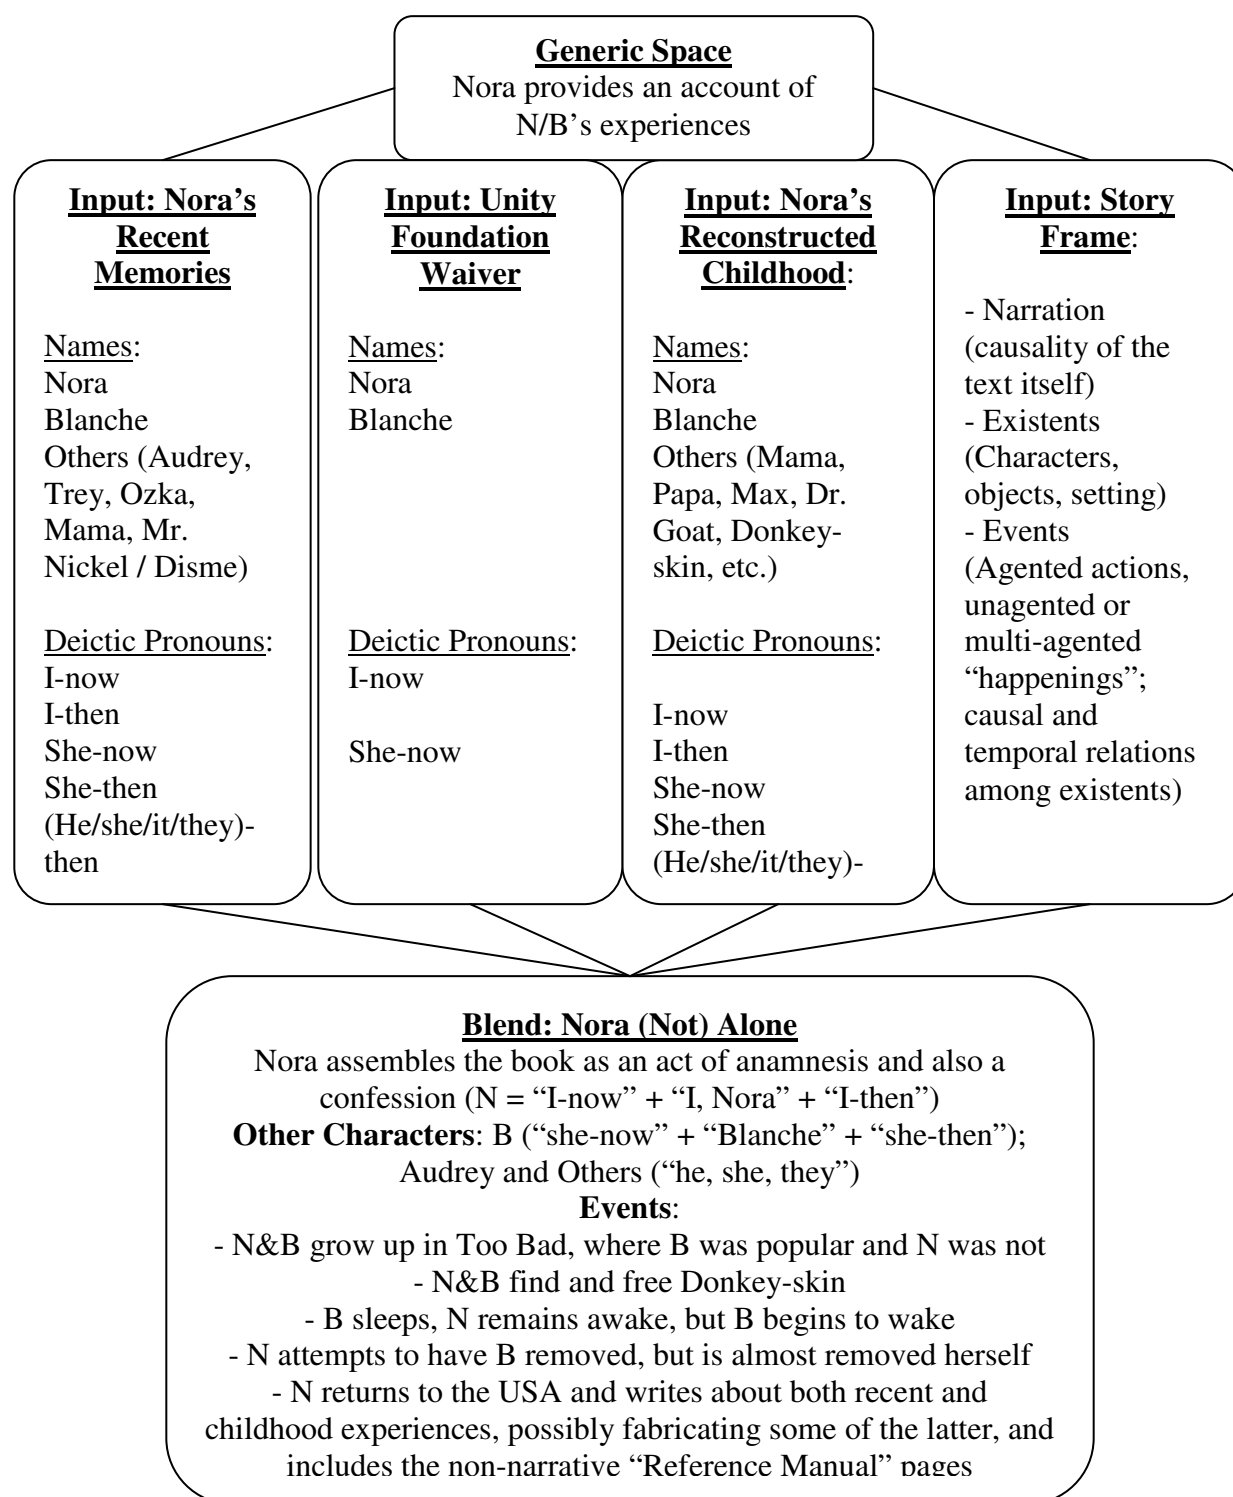 Generic Space
Nora provides an account of
N/B’s experiences
Input: Nora’s
Recent
Memories
Names:
Nora
Blanche
Others (Audrey,
Trey, Ozka,
Mama, Mr.
Nickel / Disme)
Deictic Pronouns:
I-now
I-then
She-now
She-then
(He/she/it/they)-
then
Input: Unity
Foundation
Waiver
Names:
Nora
Blanche
Deictic Pronouns:
I-now
She-now
Input: Nora’s
Reconstructed
Childhood:
Names:
Nora
Blanche
Others (Mama,
Papa, Max, Dr.
Goat, Donkey-
skin, etc.)
Deictic Pronouns:
I-now
I-then
She-now
She-then
(He/she/it/they)-
Input: Story
Frame:
- Narration
(causality of the
text itself)
- Existents
(Characters,
objects, setting)
- Events
(Agented actions,
unagented or
multi-agented
“happenings”;
causal and
temporal relations
among existents)
Blend: Nora (Not) Alone
Nora assembles the book as an act of anamnesis and also a
confession (N = “I-now” + “I, Nora” + “I-then”)
Other Characters: B (“she-now” + “Blanche” + “she-then”);
Audrey and Others (“he, she, they”)
Events:
- N&B grow up in Too Bad, where B was popular and N was not
- N&B find and free Donkey-skin
- B sleeps, N remains awake, but B begins to wake
- N attempts to have B removed, but is almost removed herself
- N returns to the USA and writes about both recent and
childhood experiences, possibly fabricating some of the latter, and
includes the non-narrative “Reference Manual” pages